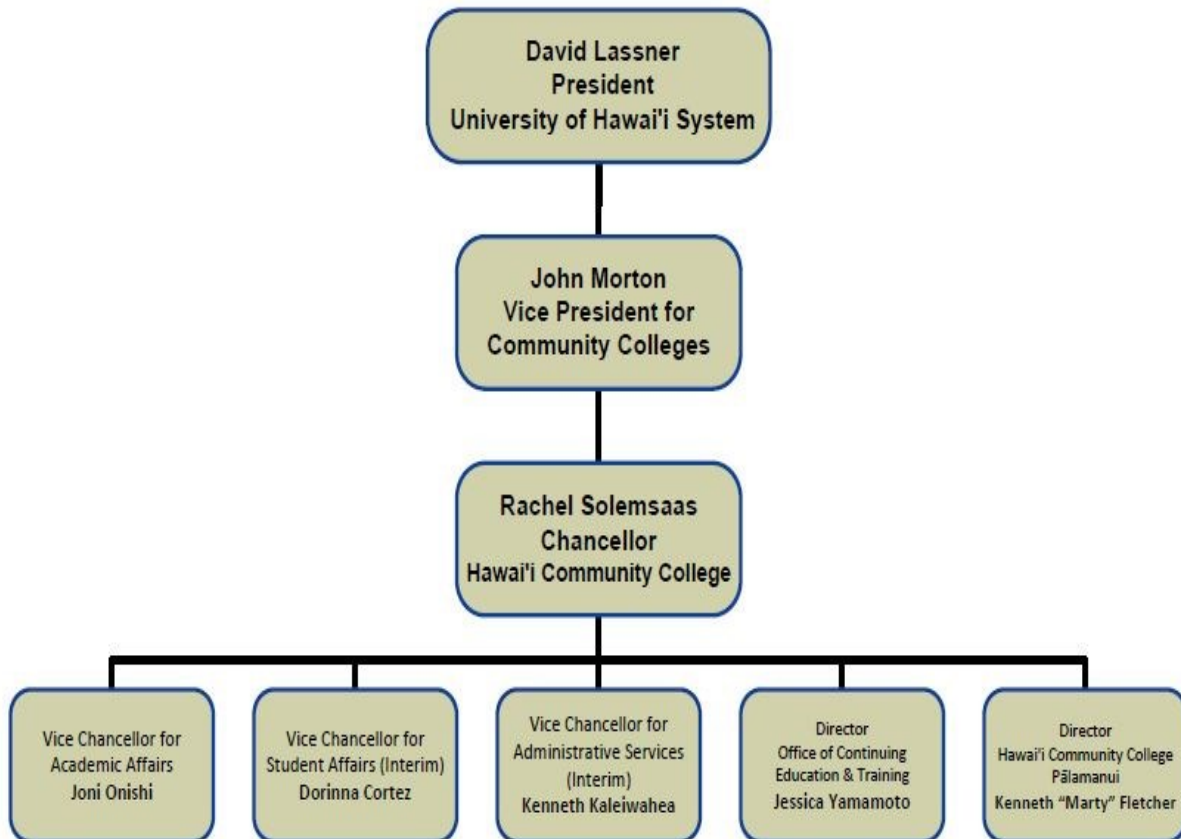 David Lassner
President
University of Hawai'i System
John Morton
Vice President for
Community Colleges
Rachel Solemsaas
Chancellor
Hawai'i Community College
Vice Chancellor for
Academic Affairs
Joni Onishi
Vice Chancellor for
Student Affairs (Interim)
Dorinna Cortez
Vice Chancellor for
Administrative Services
(Interim)
Kenneth Kaleiwahea
Director
Office of Continuing
Education & Training
Jessica Yamamoto
Director
Hawai'i Community College
Pālamanui
Kenneth “Marty” Fletcher